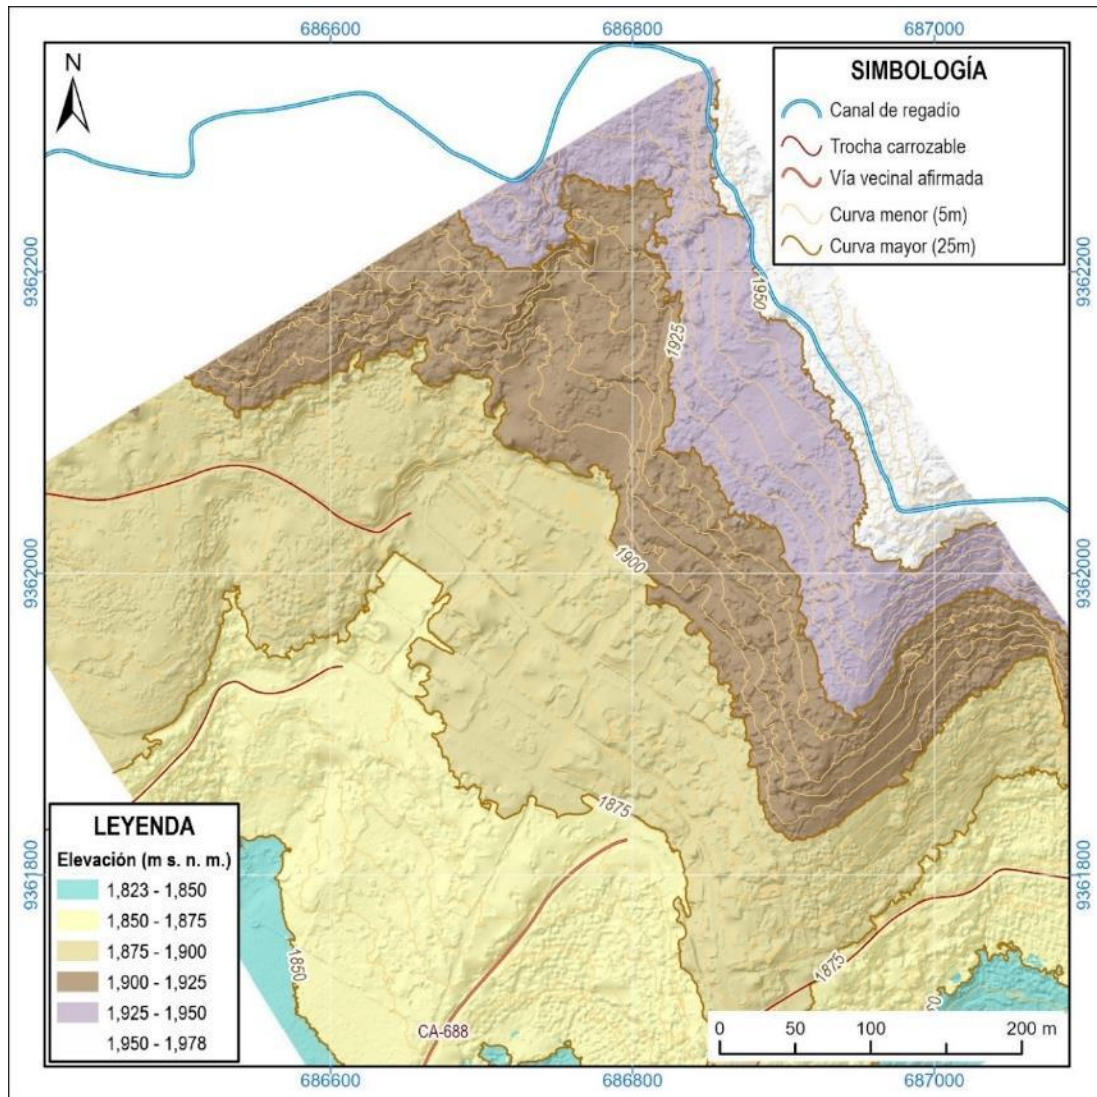 686600
686800
687000
N
SIMBOLOGÍA
Canal de regadío
Trocha carrozable
Vía vecinal afirmada
Curva menor (5m)
Curva mayor (25m)
9362200
9362200
1950
1925
1900
9362000
9362000
1875
LEYENDA
Elevación (m s. n. m.)
1,823 - 1,850
1,850 - 1,875
1,875 - 1,900
1,900 - 1,925
1,925 - 1,950
1,950 - 1,978
9361800
9361800
1850
1875
CA-688
0 50 100 200 m
686600
686800
687000